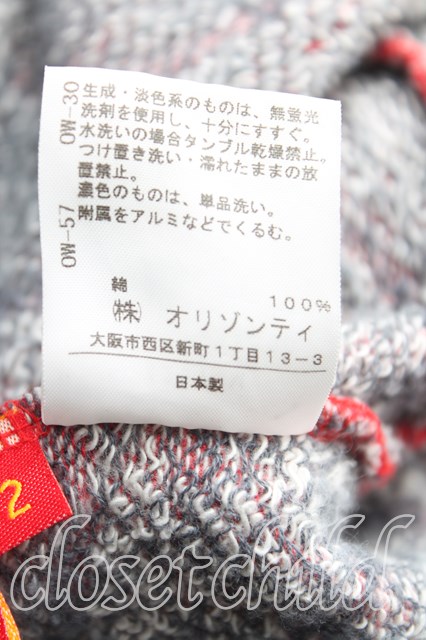 OW-30
OW-57
生成・淡色系のものは、無蛍光
洗剤を使用し、十分にすすぐ。
水洗いの場合タンブル乾燥禁止。
つけ置き洗い・濡れたままの放
置禁止。
濃色のものは、単品洗い。
附属をアルミなどでくるむ。
綿 100%
㈱ オリゾンティ
大阪市西区新町1丁目13-3
日本製
2
closetchild